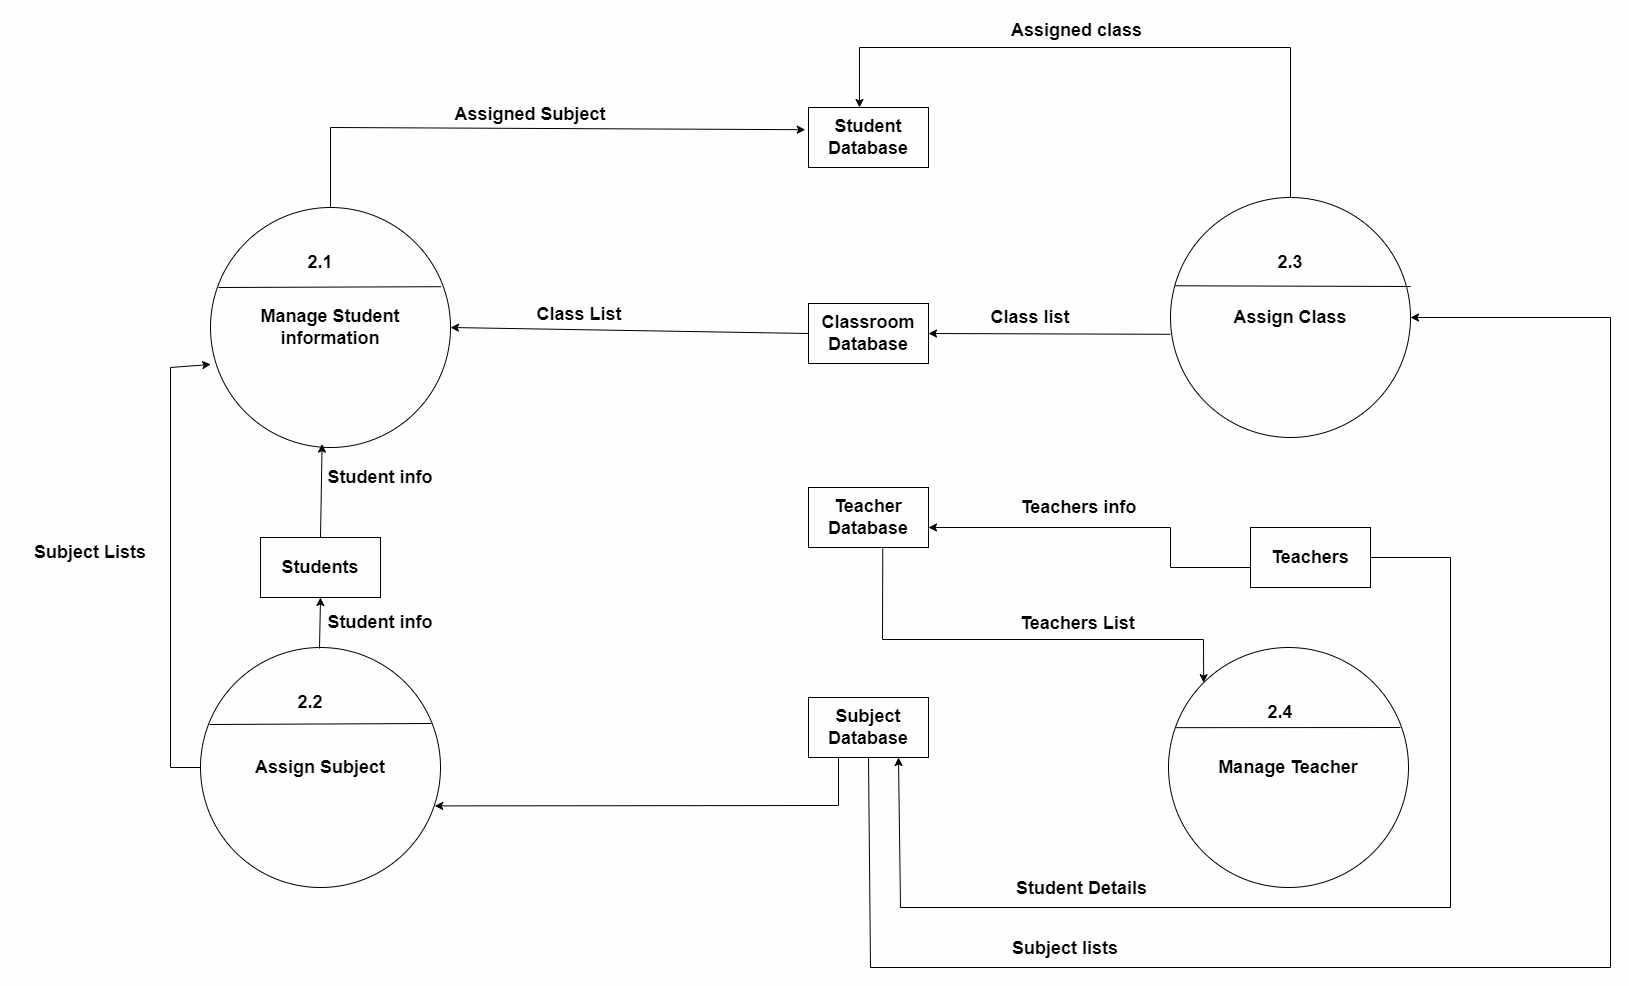 Assigned class
Assigned Subject
Student
Database
2.1
Manage Student
information
2.3
Assign Class
Class List
Classroom
Database
Class list
Student info
Teacher
Database
Teachers info
Subject Lists
Students
Teachers
Student info
Teachers List
2.2
Assign Subject
Subject
Database
2.4
Manage Teacher
Student Details
Subject lists